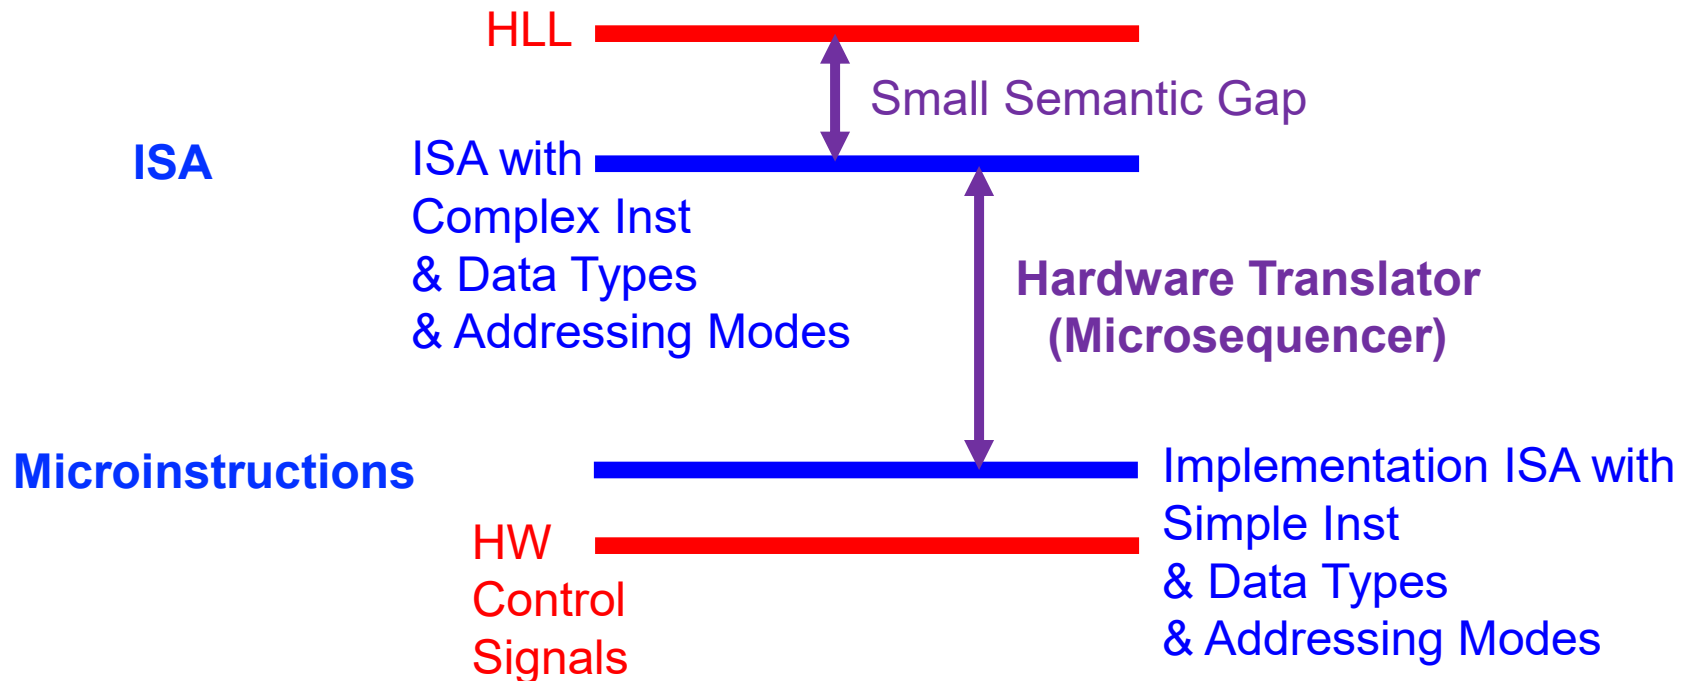 HLL
Small Semantic Gap
ISA
ISA with
Complex Inst
& Data Types
& Addressing Modes
Hardware Translator
(Microsequencer)
Microinstructions
Implementation ISA with
Simple Inst
& Data Types
& Addressing Modes
HW
Control
Signals